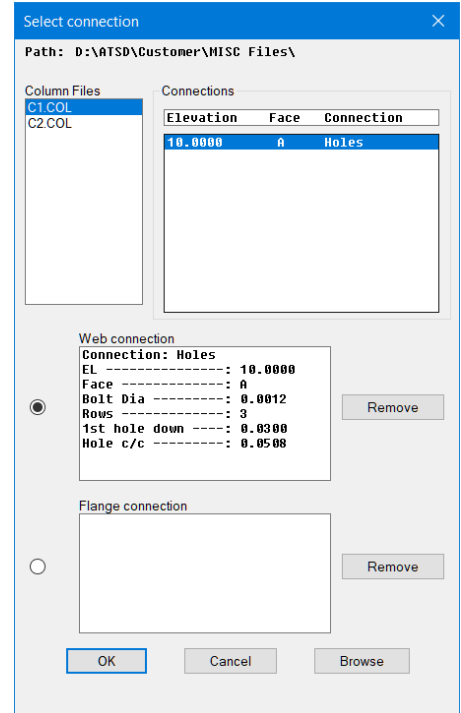 Select connection
Path: D:\ATSD\Customer\MISC Files\
Column Files
C1.COL
C2.COL
Connections
Elevation Face Connection
10.0000 A Holes
Web connection
Connection: Holes
EL ---------------: 10.0000
Face -------------: A
Bolt Dia ---------: 0.0012
Rows -------------: 3
1st hole down ----: 0.0300
Hole c/c ---------: 0.0508
Remove
Flange connection
Remove
OK
Cancel
Browse